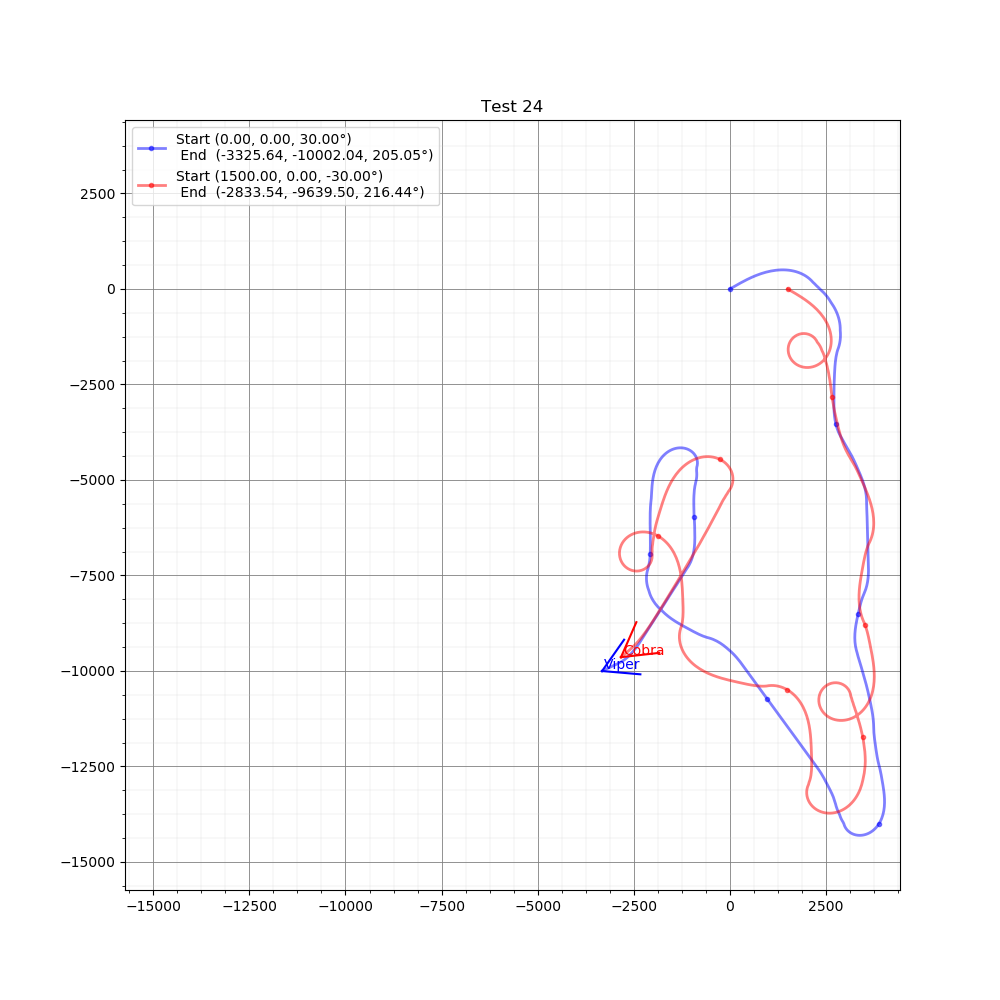 Test 24
Start (0.00, 0.00, 30.00°)
End (-3325.64, -10002.04, 205.05°)
Start (1500.00, 0.00, -30.00°)
End (-2833.54, -9639.50, 216.44°)
2500
0
−2500
−5000
−7500
−10000
−12500
−15000
Cobra
Viper
−15000 −12500 −10000 −7500 −5000 −2500 0 2500